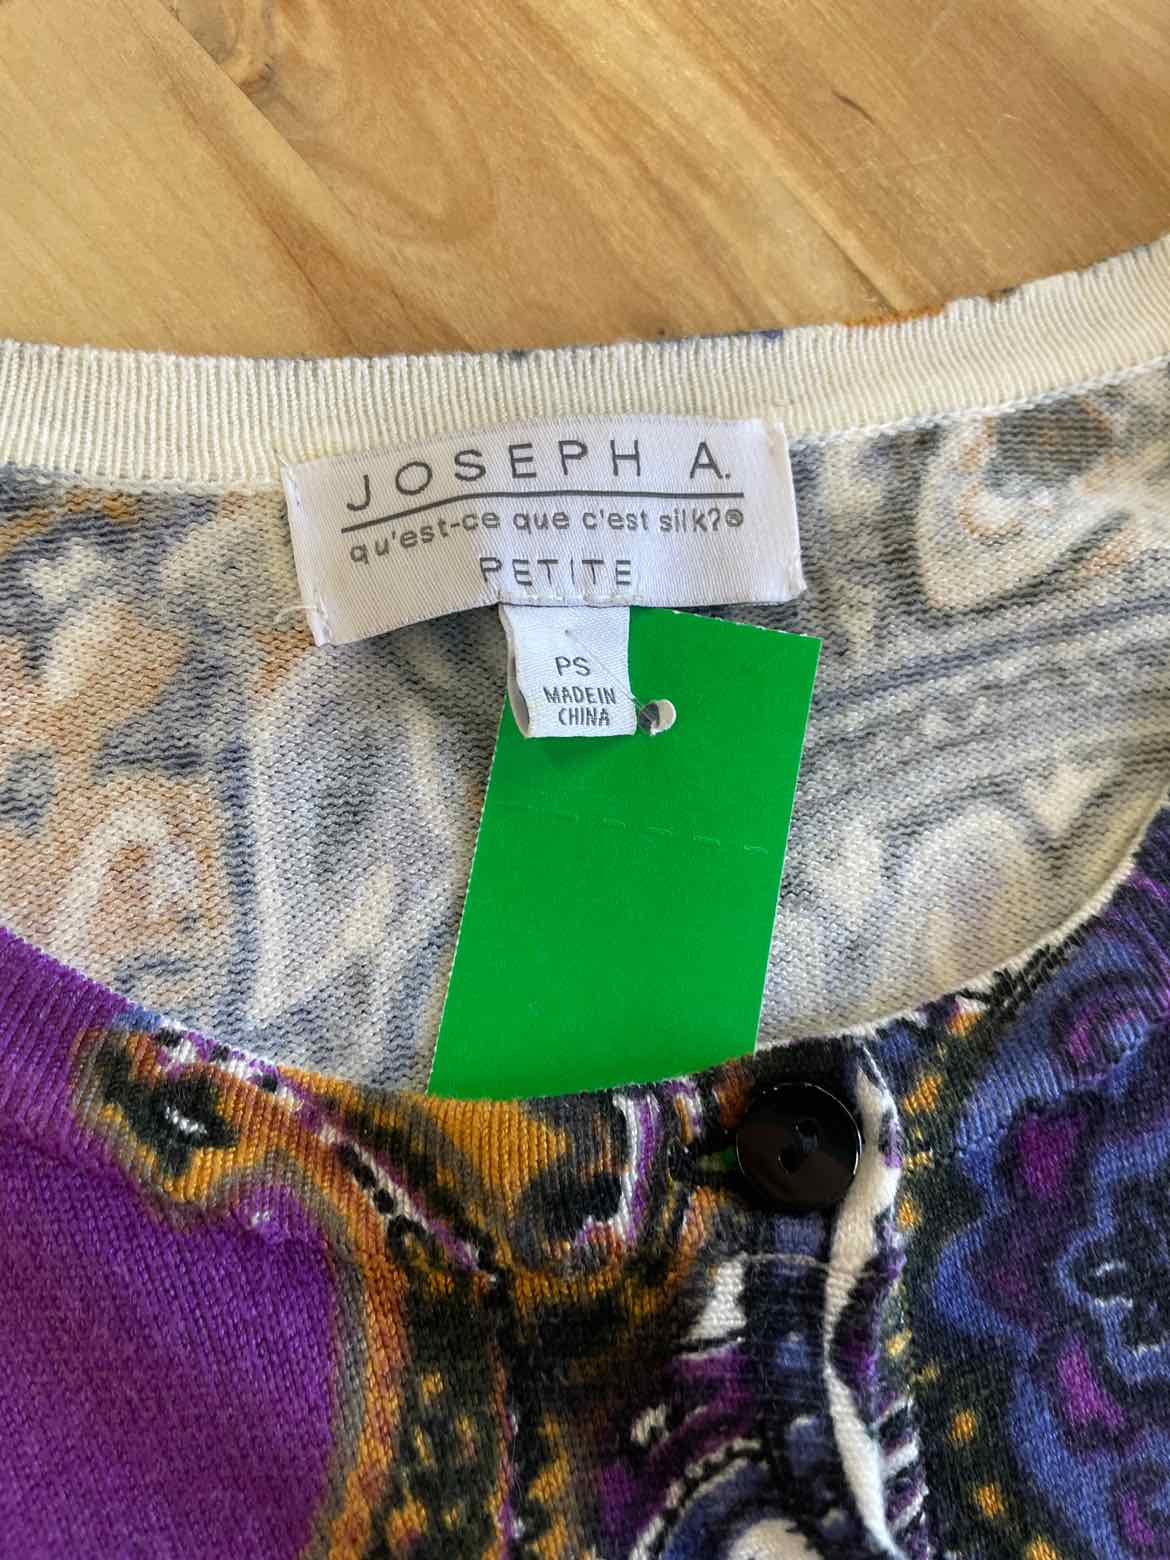 JOSEPH A.
qu'est-ce que c'est silk?®
PETITE
PS
MADE IN
CHINA